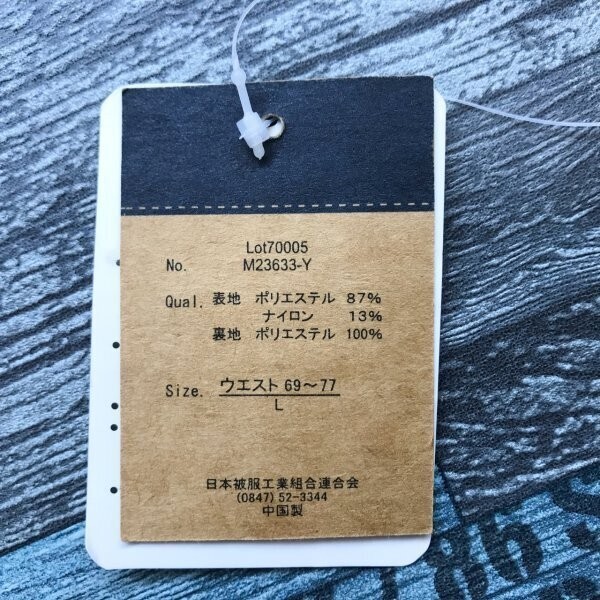 Lot70005
No. M23633-Y
Qual. 表地 ポリエステル 87%
ナイロン 13%
裏地 ポリエステル 100%
Size. ウエスト 69～77
L
日本被服工業組合連合会
(0847) 52-3344
中国製